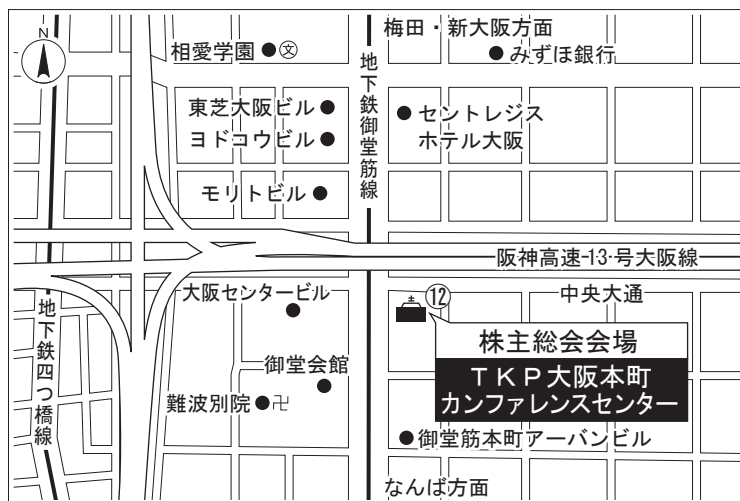 N
梅田・新大阪方面
相愛学園
文
みずほ銀行
地下鉄御堂筋線
東芝大阪ビル
セントレジス
ホテル大阪
ヨドコウビル
モリトビル
阪神高速13号大阪線
大阪センタービル
⑫
中央大通
地下鉄四つ橋線
株主総会会場
TKP大阪本町
カンファレンスセンター
御堂会館
難波別院
卍
御堂筋本町アーバンビル
なんば方面